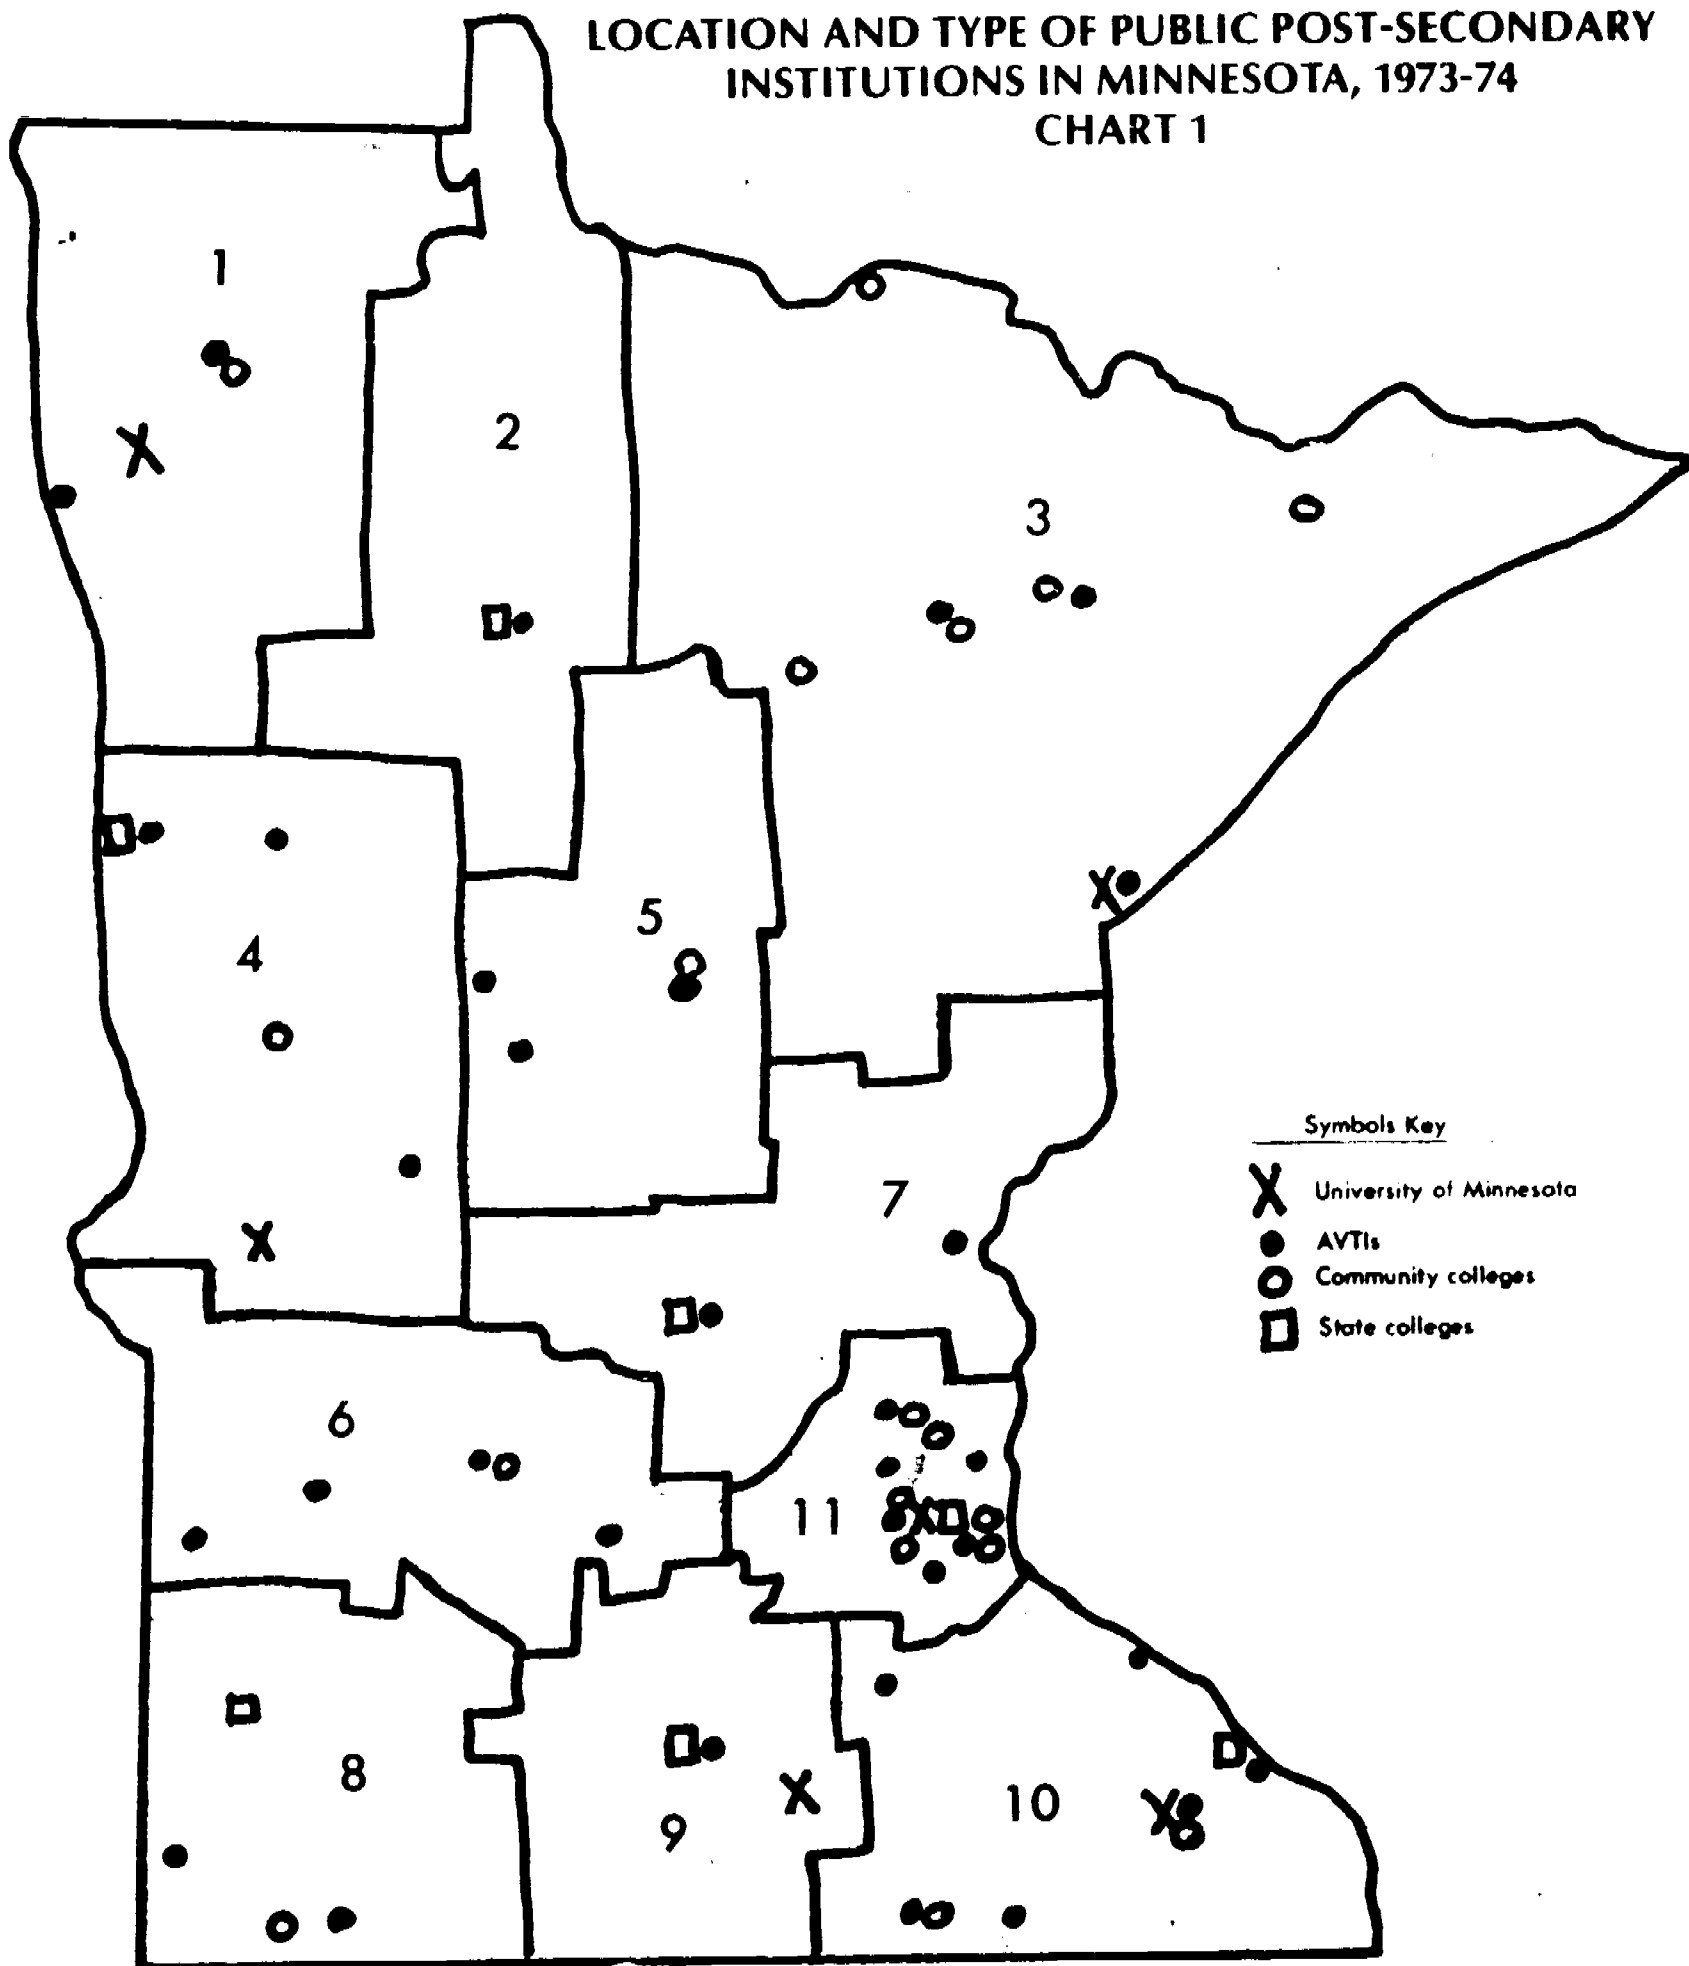 LOCATION AND TYPE OF PUBLIC POST-SECONDARY
INSTITUTIONS IN MINNESOTA, 1973-74
CHART 1
1
2
3
4
5
Symbols Key
University of Minnesota
AVTIs
Community colleges
State colleges
7
6
11
8
9
10